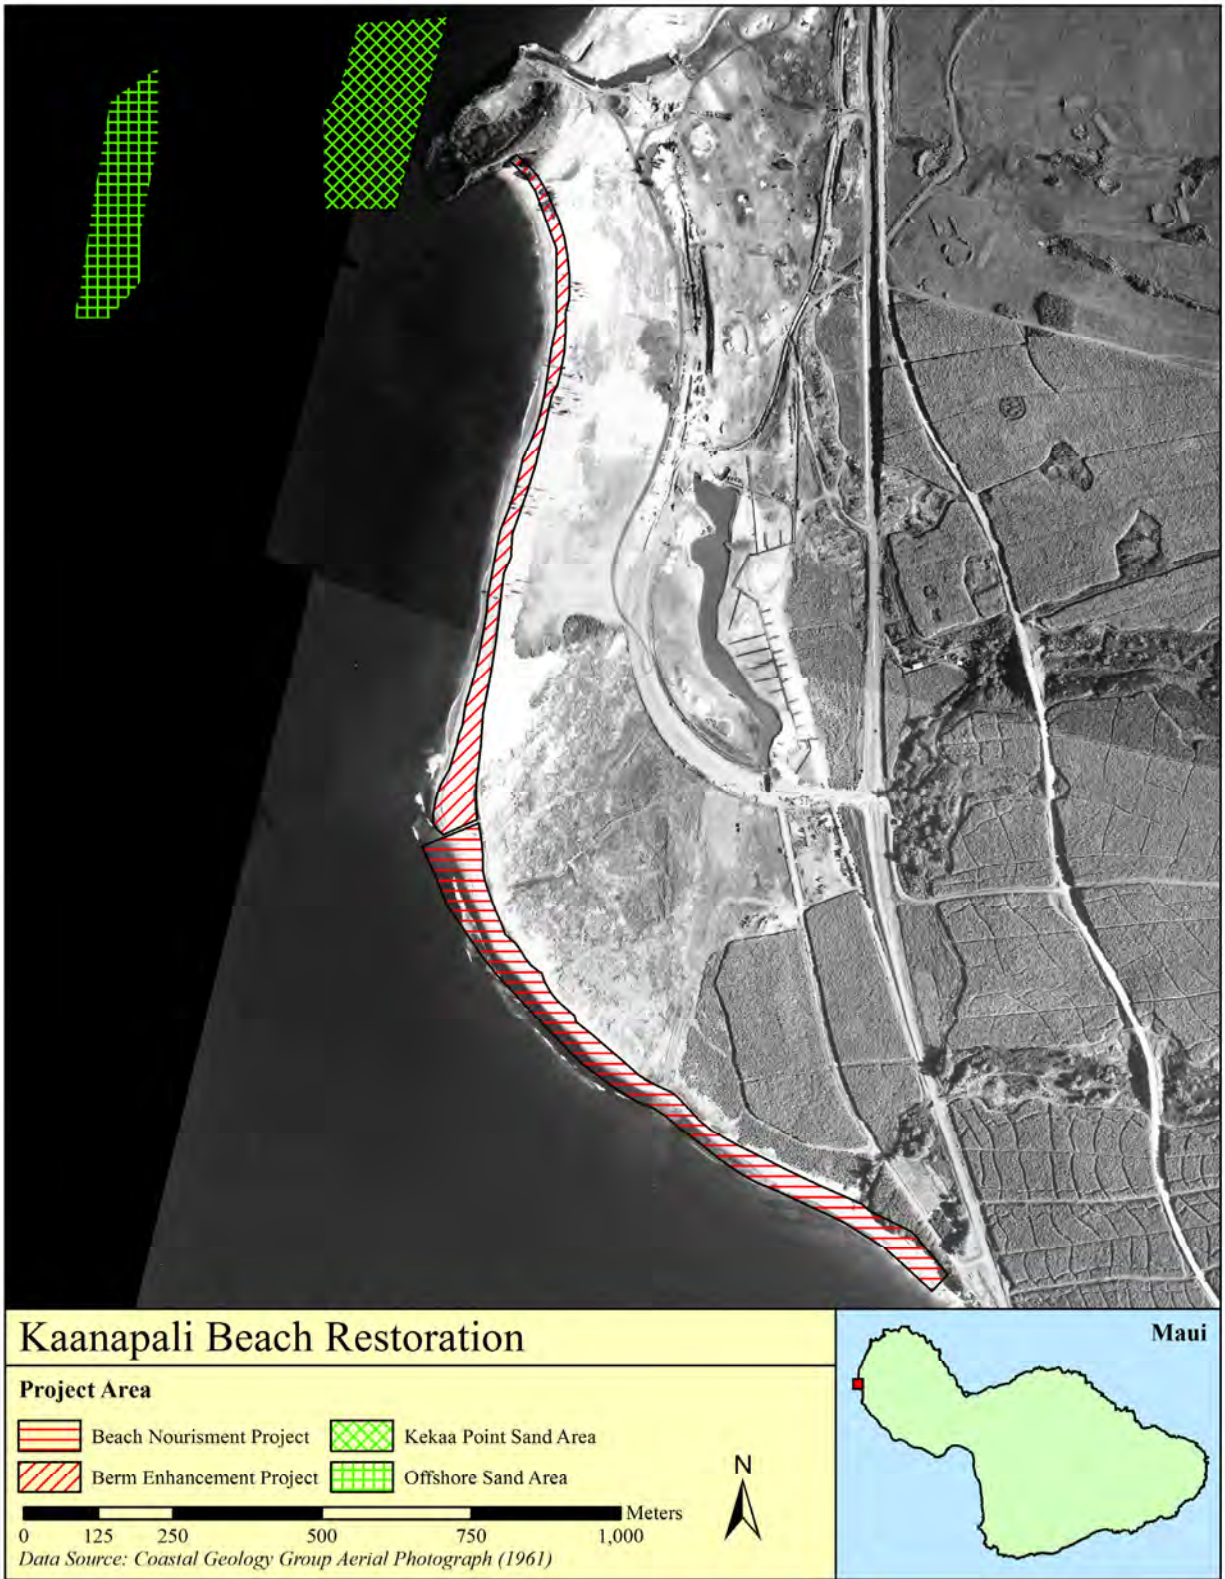 Kaanapali Beach Restoration
Project Area
Beach Nourisment Project
Berm Enhancement Project
Kekaa Point Sand Area
Offshore Sand Area
0 125 250 500 750 1,000 Meters
Data Source: Coastal Geology Group Aerial Photograph (1961)
N
Maui